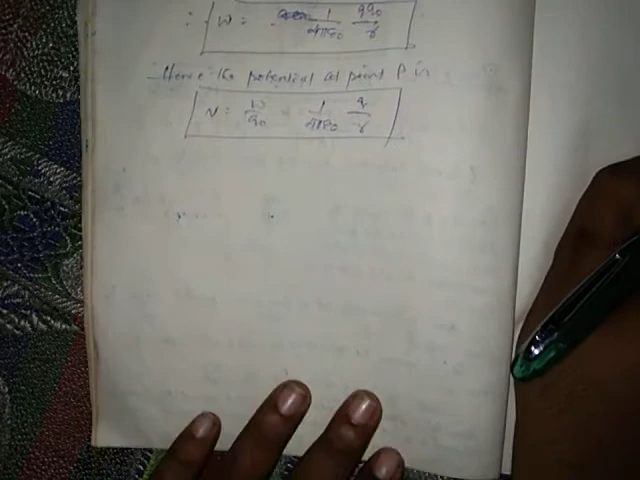 ∴ W = 1/4πε₀ qq₀/r
Hence the potential at point P is
V = W/q₀ = 1/4πε₀ q/r